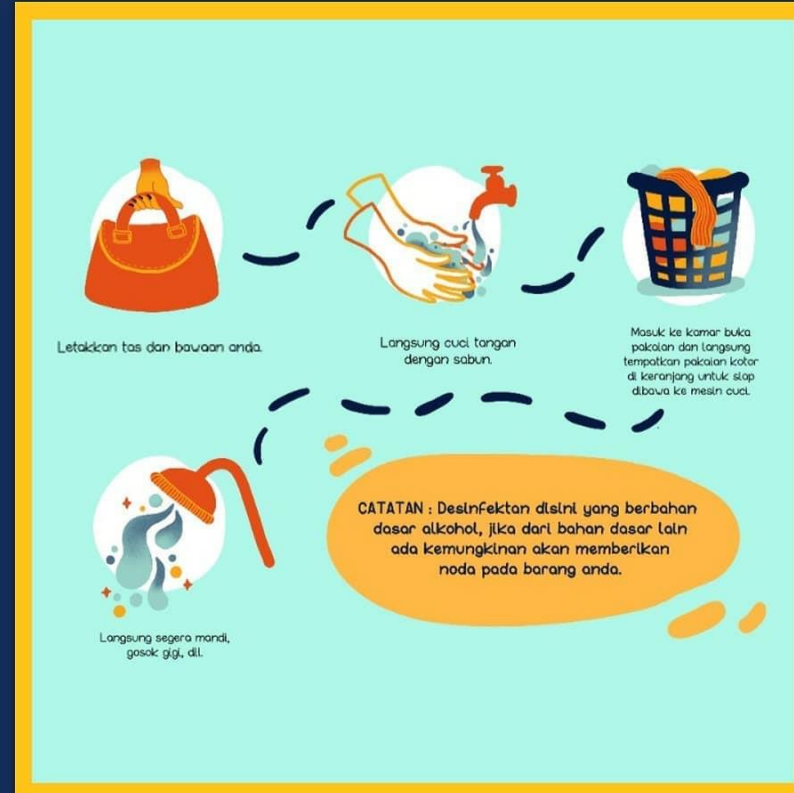 Letakkan tas dan bawaan anda.
Langsung cuci tangan
dengan sabun.
Masuk ke kamar buka
pakaian dan langsung
tempatkan pakaian kotor
di keranjang untuk siap
dibawa ke mesin cuci.
Langsung segera mandi,
gosok gigi, dll.
CATATAN : Desinfektan disini yang berbahan
dasar alkohol, jika dari bahan dasar lain
ada kemungkinan akan memberikan
noda pada barang anda.